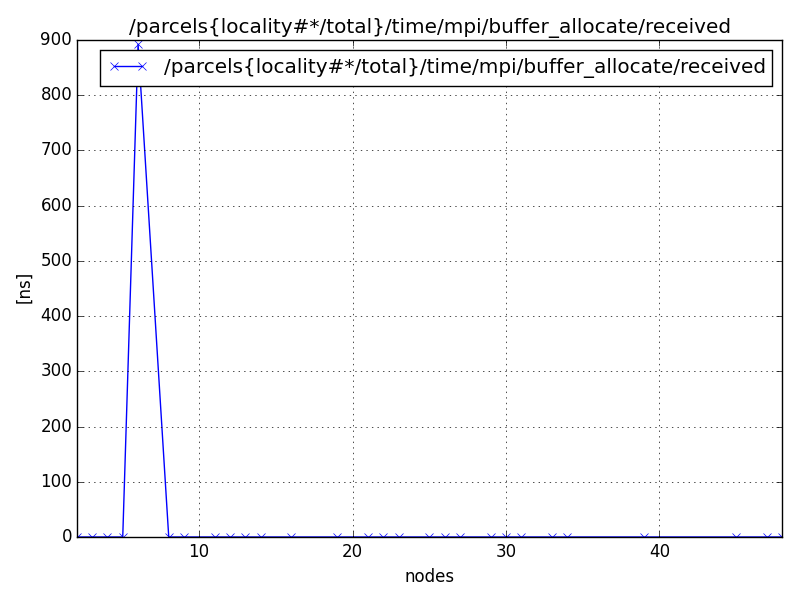 /parcels{locality#*/total}/time/mpi/buffer_allocate/received
/parcels{locality#*/total}/time/mpi/buffer_allocate/received
900
800
700
600
500
400
300
200
100
0
[ns]
10 20 30 40
nodes